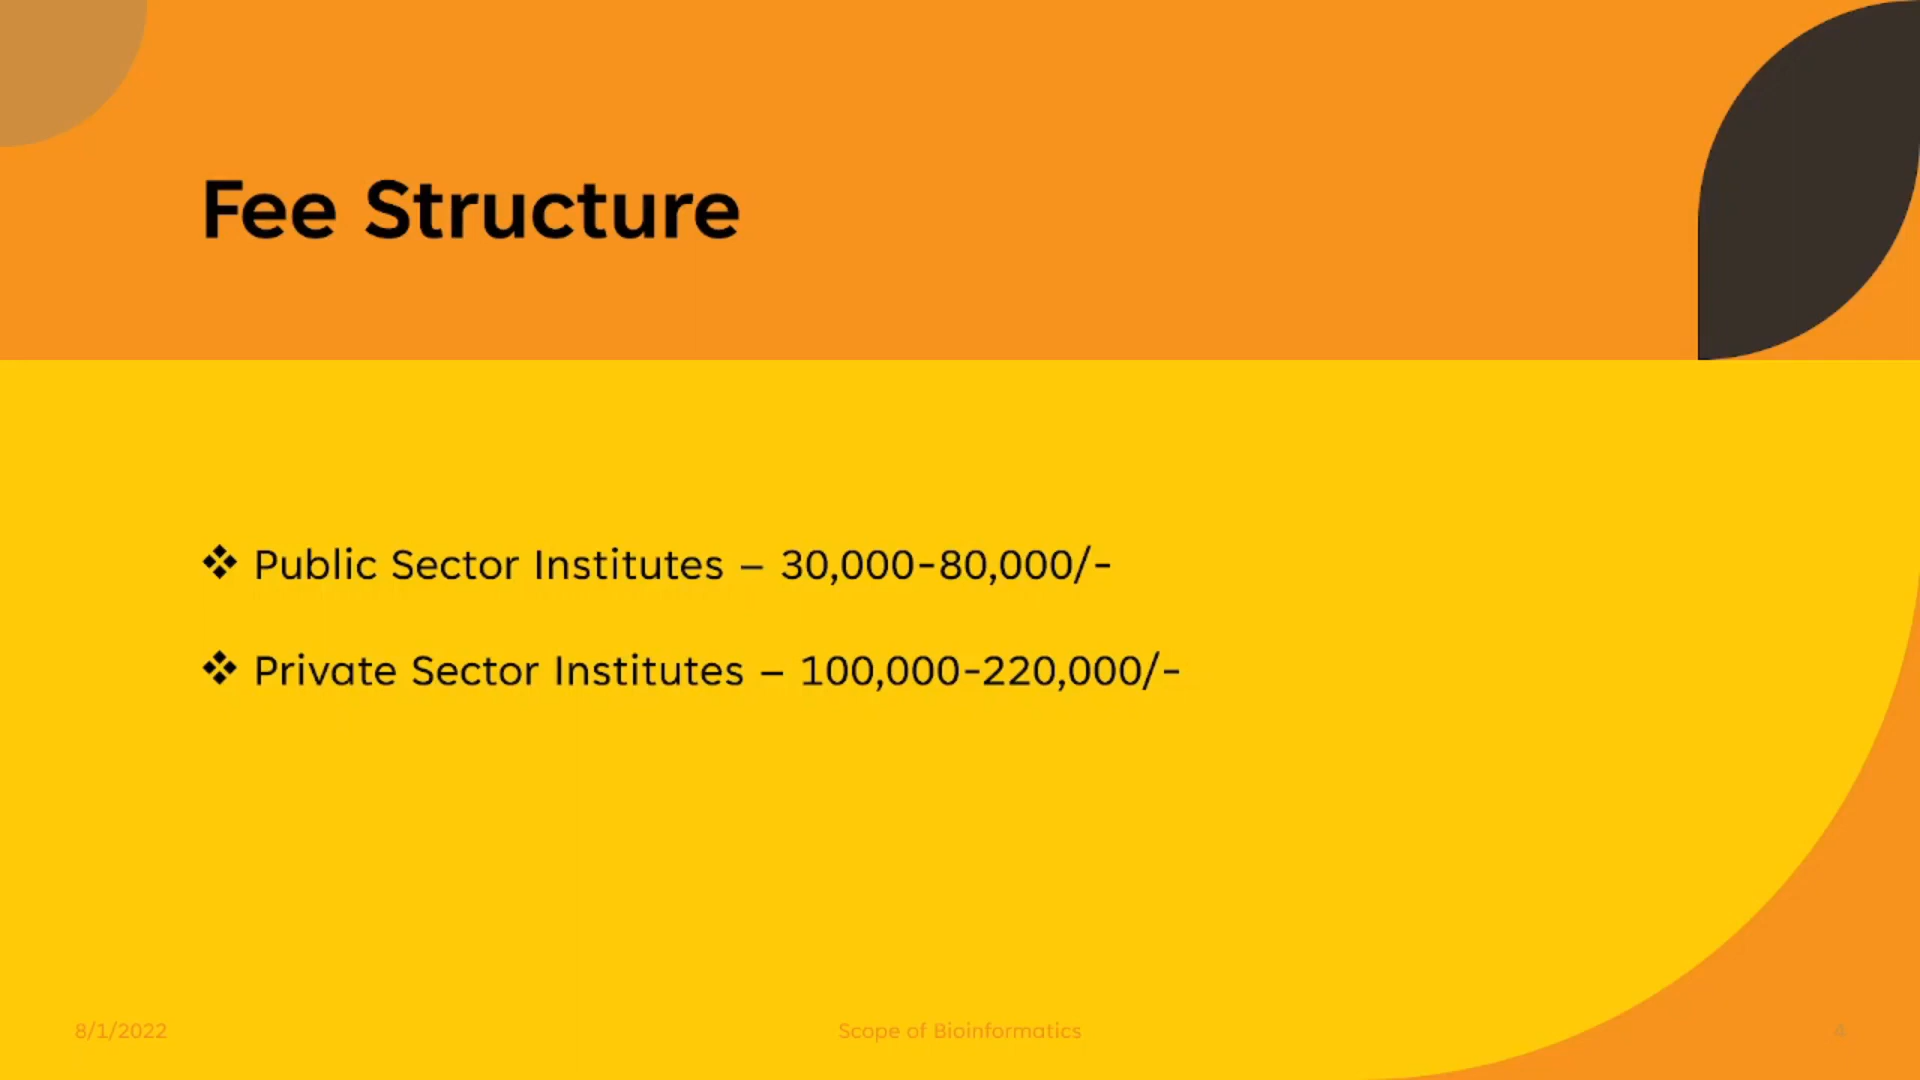 Fee Structure
❖ Public Sector Institutes – 30,000-80,000/-
❖ Private Sector Institutes – 100,000-220,000/-
8/1/2022
Scope of Bioinformatics
4